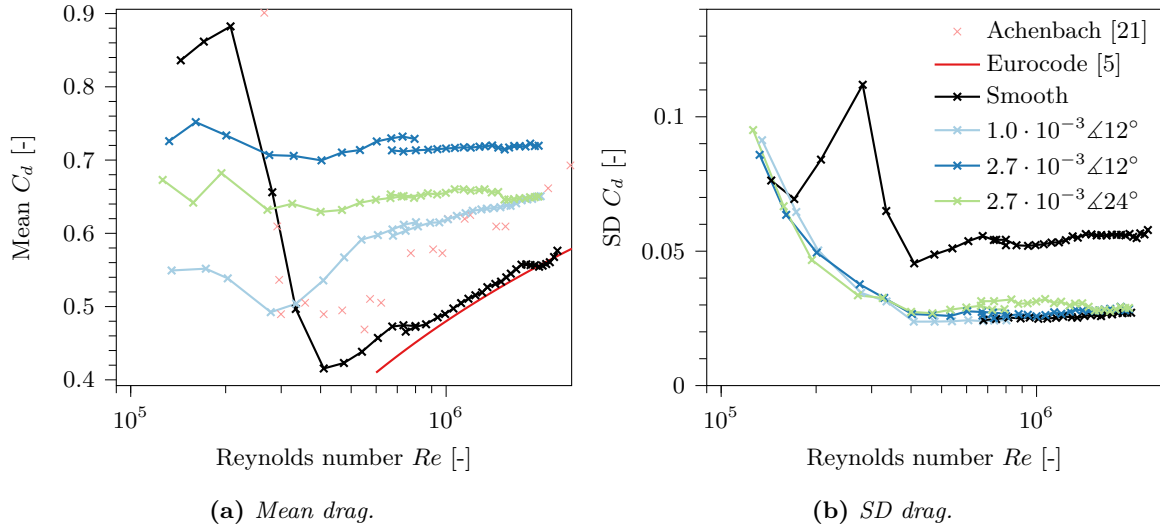 0.9
0.8
0.7
0.6
0.5
0.4
Mean C_d [-]
10^5
10^6
Reynolds number Re [-]
(a) Mean drag.
0.1
0.05
0
SD C_d [-]
10^5
10^6
Reynolds number Re [-]
(b) SD drag.
Achenbach [21]
Eurocode [5]
Smooth
1.0 · 10^−3∡12°
2.7 · 10^−3∡12°
2.7 · 10^−3∡24°